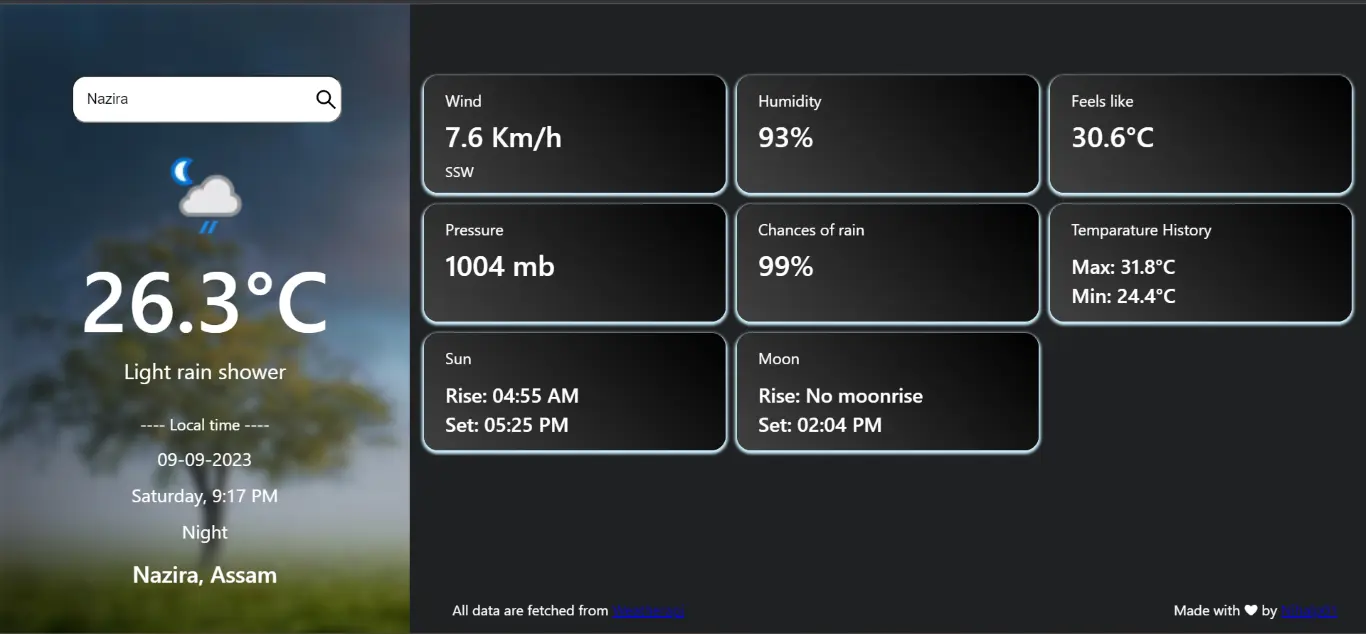 Nazira
26.3°C
Light rain shower
---- Local time ----
09-09-2023
Saturday, 9:17 PM
Night
Nazira, Assam
Wind
7.6 Km/h
SSW
Humidity
93%
Feels like
30.6°C
Pressure
1004 mb
Chances of rain
99%
Temparature History
Max: 31.8°C
Min: 24.4°C
Sun
Rise: 04:55 AM
Set: 05:25 PM
Moon
Rise: No moonrise
Set: 02:04 PM
All data are fetched from
Made with ❤ by